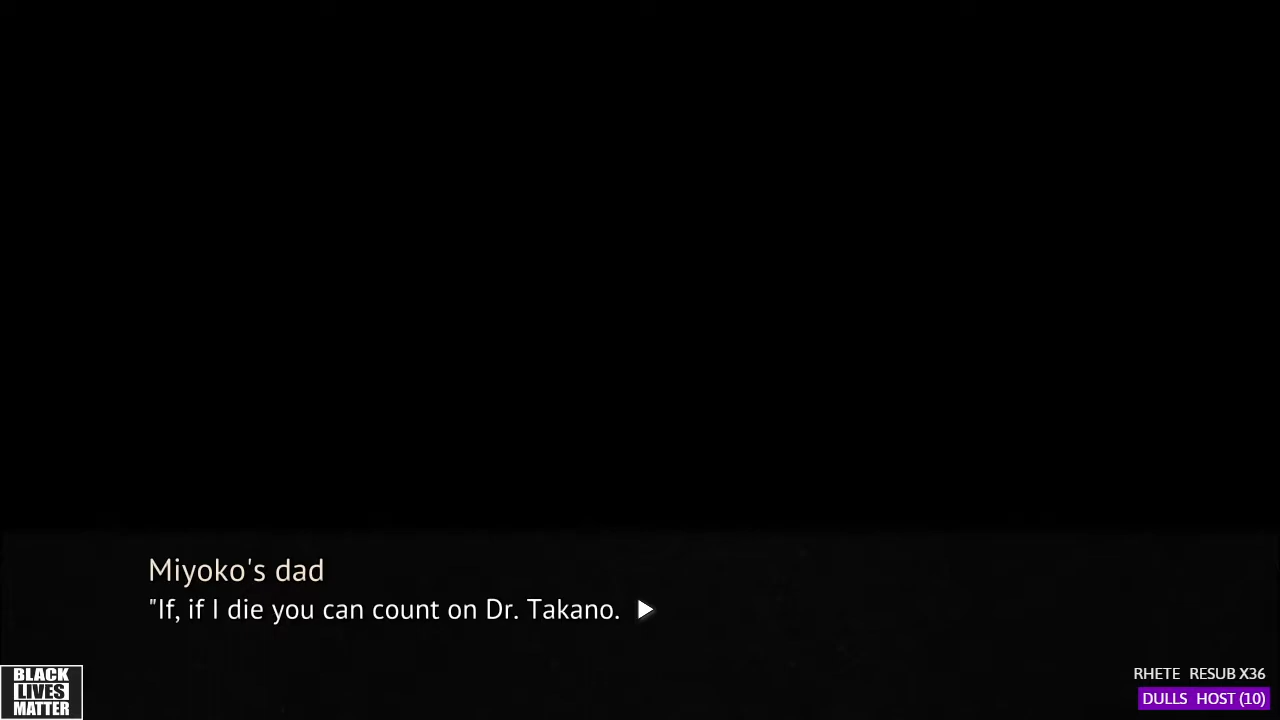 Miyoko's dad
"If, if I die you can count on Dr. Takano.
BLACK
LIVES
MATTER
RHETE RESUB X36
DULLS HOST (10)